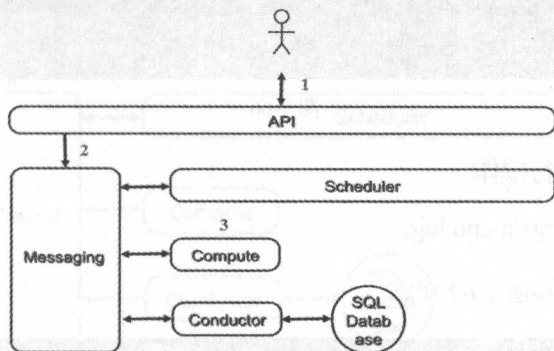 1
API
2
Scheduler
Messaging
3
Compute
Conductor
SQL
Datab
ase